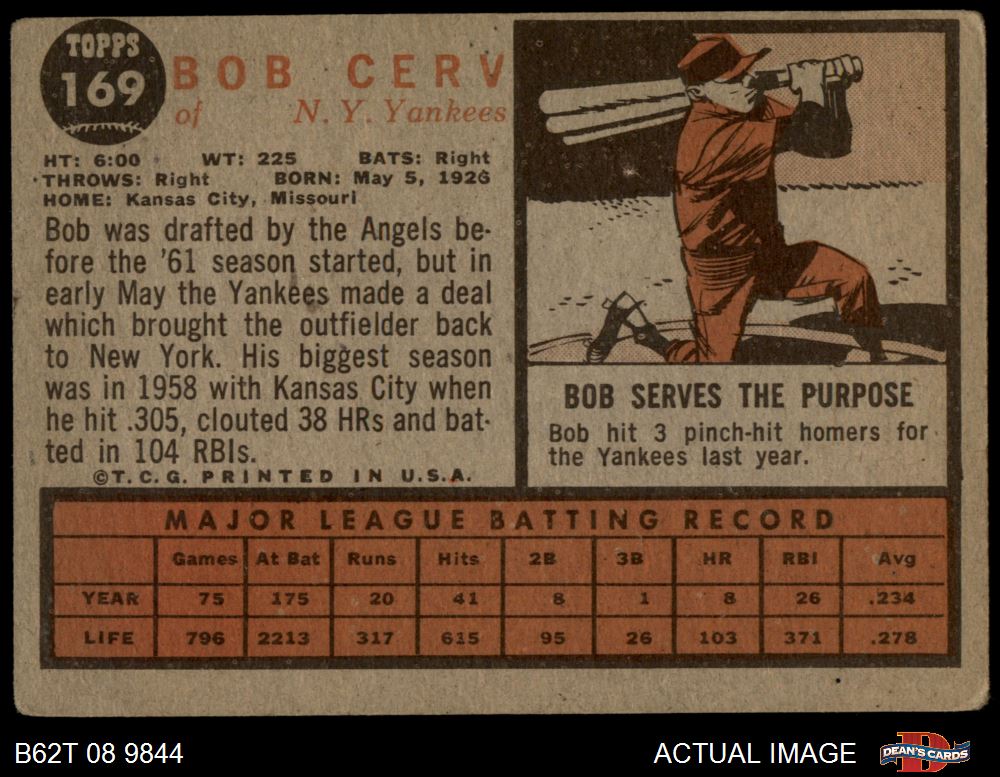 TOPPS
169
BOB CERV
of N. Y. Yankees
HT: 6:00 WT: 225 BATS: Right
THROWS: Right BORN: May 5, 1926
HOME: Kansas City, Missouri
Bob was drafted by the Angels be-
fore the '61 season started, but in
early May the Yankees made a deal
which brought the outfielder back
to New York. His biggest season
was in 1958 with Kansas City when
he hit .305, clouted 38 HRs and bat-
ted in 104 RBIs.
©T.C.G. PRINTED IN U.S.A.
BOB SERVES THE PURPOSE
Bob hit 3 pinch-hit homers for
the Yankees last year.
MAJOR LEAGUE BATTING RECORD
Games At Bat Runs Hits 2B 3B HR RBI Avg
YEAR 75 175 20 41 8 1 8 26 .234
LIFE 796 2213 317 615 95 26 103 371 .278
B62T 08 9844
ACTUAL IMAGE
D
DEAN'S CARDS